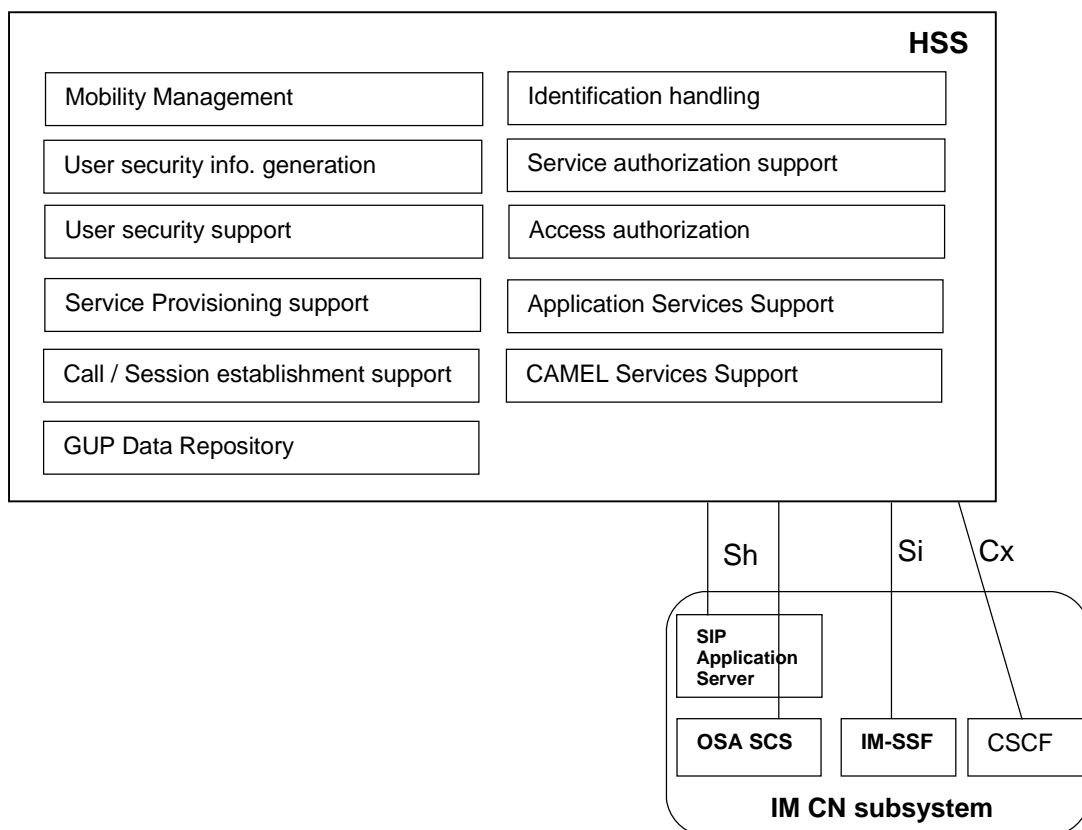 HSS
Mobility Management
Identification handling
User security info. generation
Service authorization support
User security support
Access authorization
Service Provisioning support
Application Services Support
Call / Session establishment support
CAMEL Services Support
GUP Data Repository
Sh
Si
Cx
SIP
Application
Server
OSA SCS
IM-SSF
CSCF
IM CN subsystem